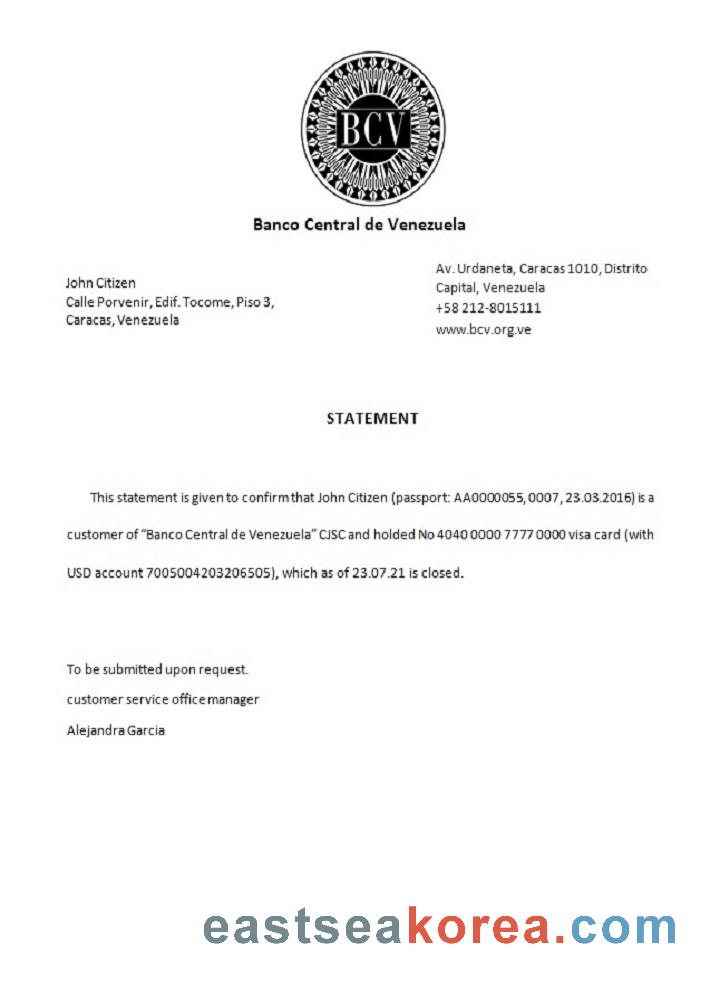 BCV
Banco Central de Venezuela
John Citizen
Calle Porvenir, Edif. Tocome, Piso 3,
Caracas, Venezuela
Av. Urdaneta, Caracas 1010, Distrito
Capital, Venezuela
+58 212-8015111
www.bcv.org.ve
STATEMENT
This statement is given to confirm that John Citizen (passport: AA0000055, 0007, 23.03.2016) is a
customer of “Banco Central de Venezuela” CJSC and holded No 4040 0000 7777 0000 visa card (with
USD account 7005004203206505), which as of 23.07.21 is closed.
To be submitted upon request.
customer service office manager
Alejandra Garcia
eastseakorea.com